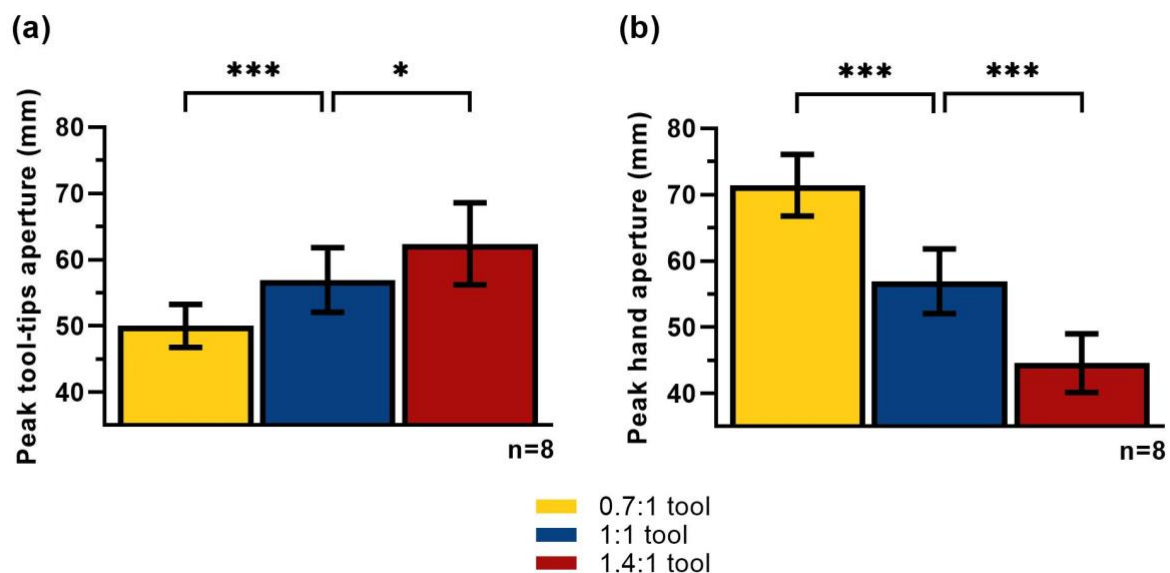 (a)
*** *
Peak tool-tips aperture (mm)
80
70
60
50
40
n=8
(b)
*** ***
Peak hand aperture (mm)
80
70
60
50
40
n=8
0.7:1 tool
1:1 tool
1.4:1 tool